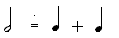 𝅗𝅥 = ♩ + ♩